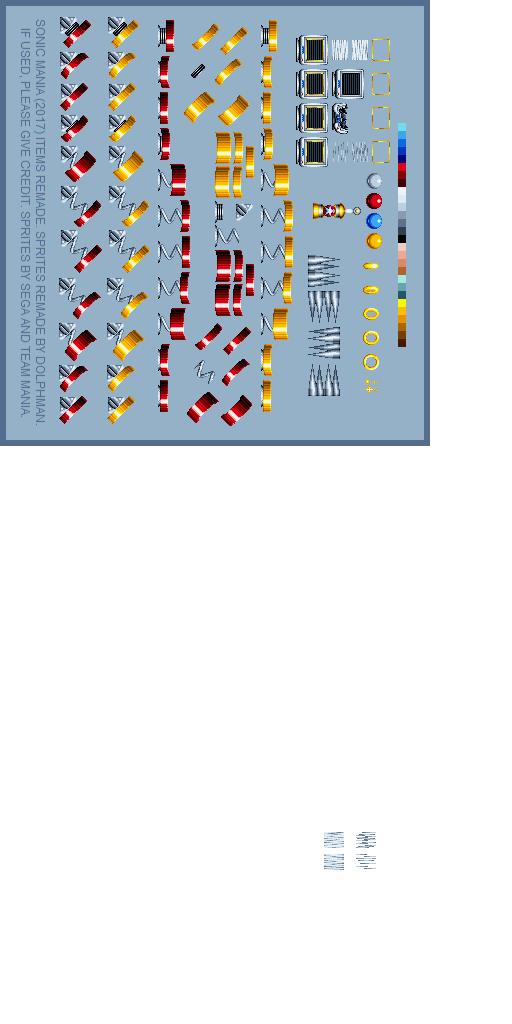 SONIC MANIA (2017) ITEMS REMADE. SPRITES REMADE BY DOLPHMAN.
IF USED, PLEASE GIVE CREDIT. SPRITES BY SEGA AND TEAM MANIA.